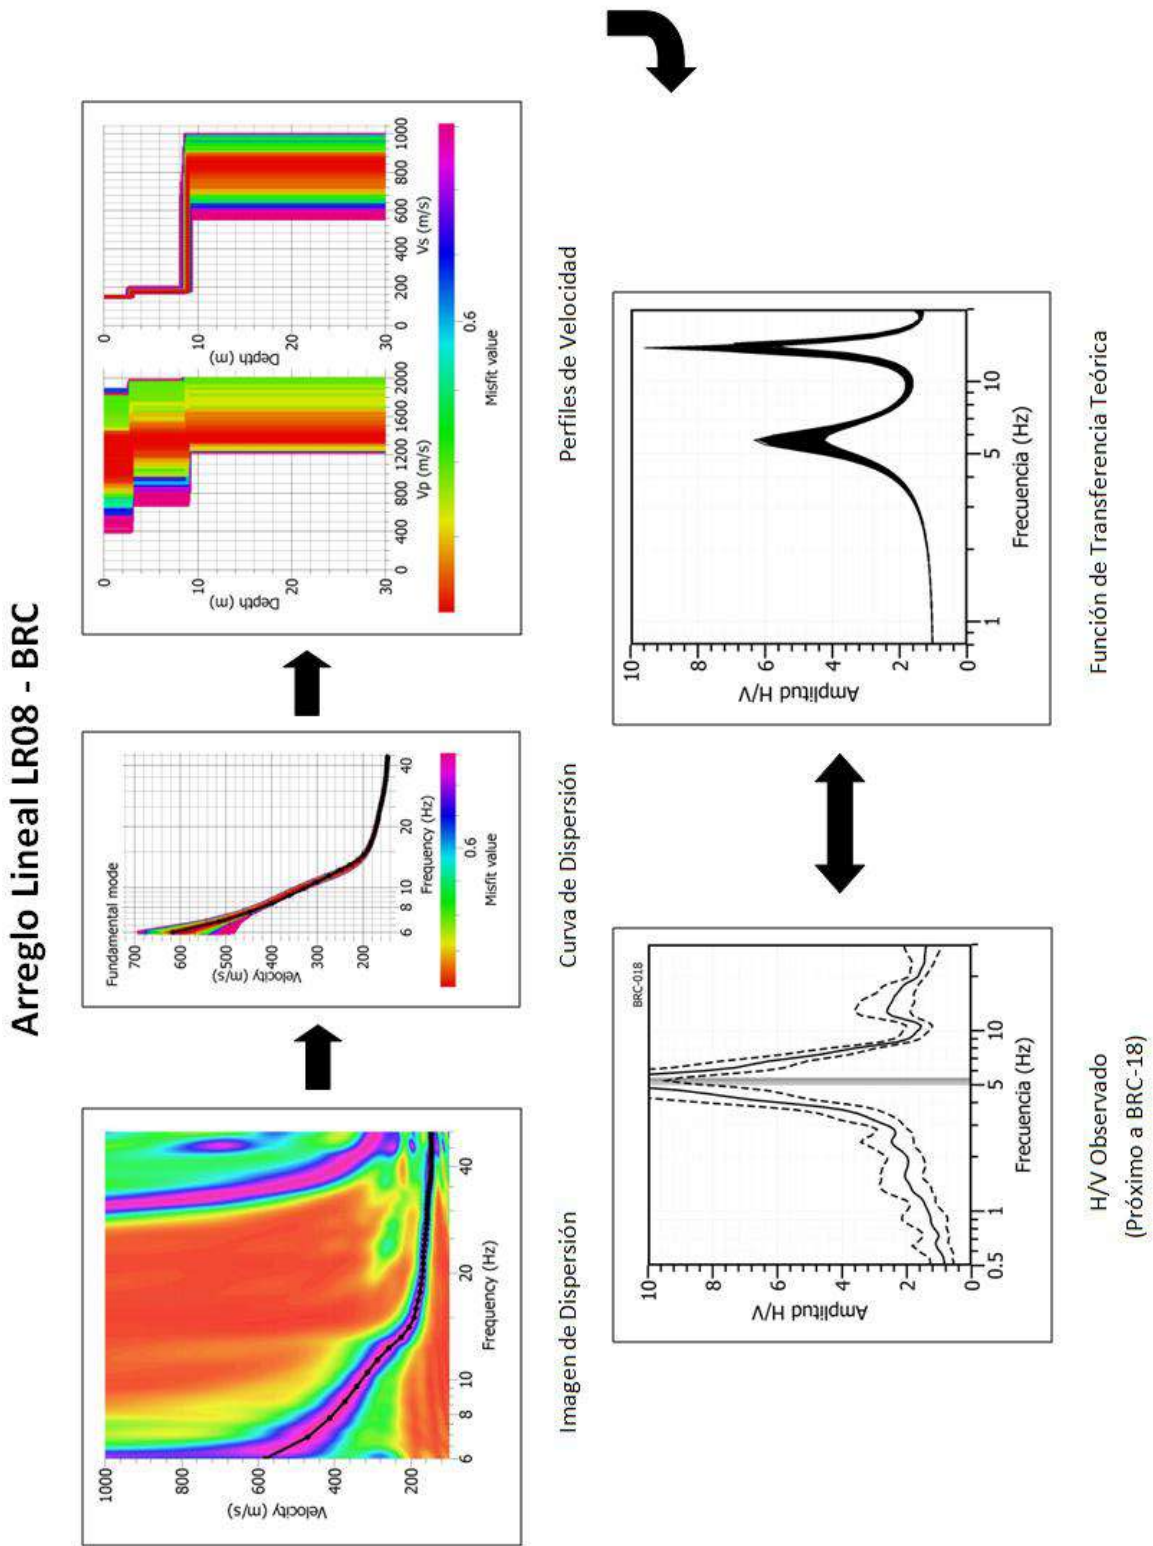 Arreglo Lineal LR08 - BRC
1000
800
600
400
200
Velocity (m/s)
6
8
10
20
40
Frequency (Hz)
Imagen de Dispersión
Fundamental mode
700
600
500
400
300
200
Velocity (m/s)
6
8
10
20
40
Frequency (Hz)
0.6
Misfit value
Curva de Dispersión
0
10
20
30
Depth (m)
0
400
800
1200
1600
2000
Vp (m/s)
0
10
20
30
Depth (m)
0
200
400
600
800
1000
Vs (m/s)
0.6
Misfit value
Perfiles de Velocidad
BRC-018
10
8
6
4
2
0
Amplitud H/V
0.5
1
5
10
Frecuencia (Hz)
H/V Observado
(Próximo a BRC-18)
10
8
6
4
2
0
Amplitud H/V
1
5
10
Frecuencia (Hz)
Función de Transferencia Teórica